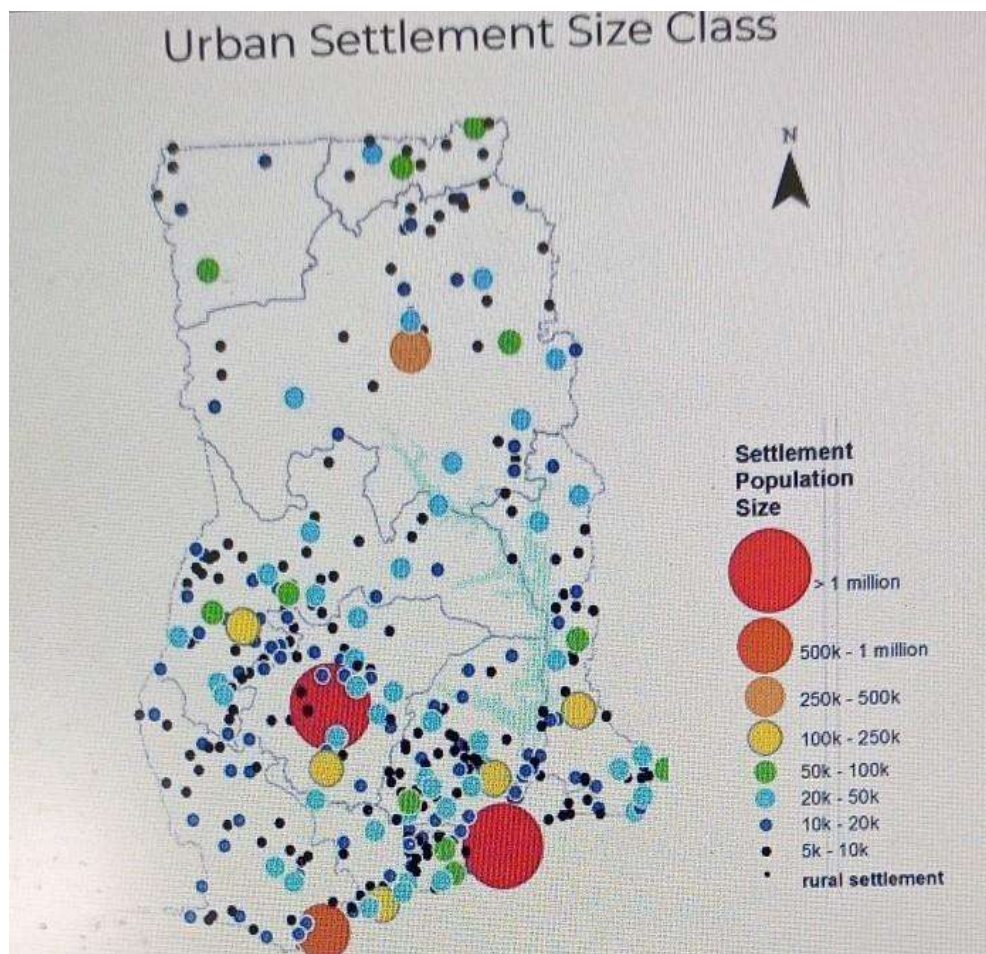 Urban Settlement Size Class
N
Settlement
Population
Size
> 1 million
500k - 1 million
250k - 500k
100k - 250k
50k - 100k
20k - 50k
10k - 20k
5k - 10k
rural settlement